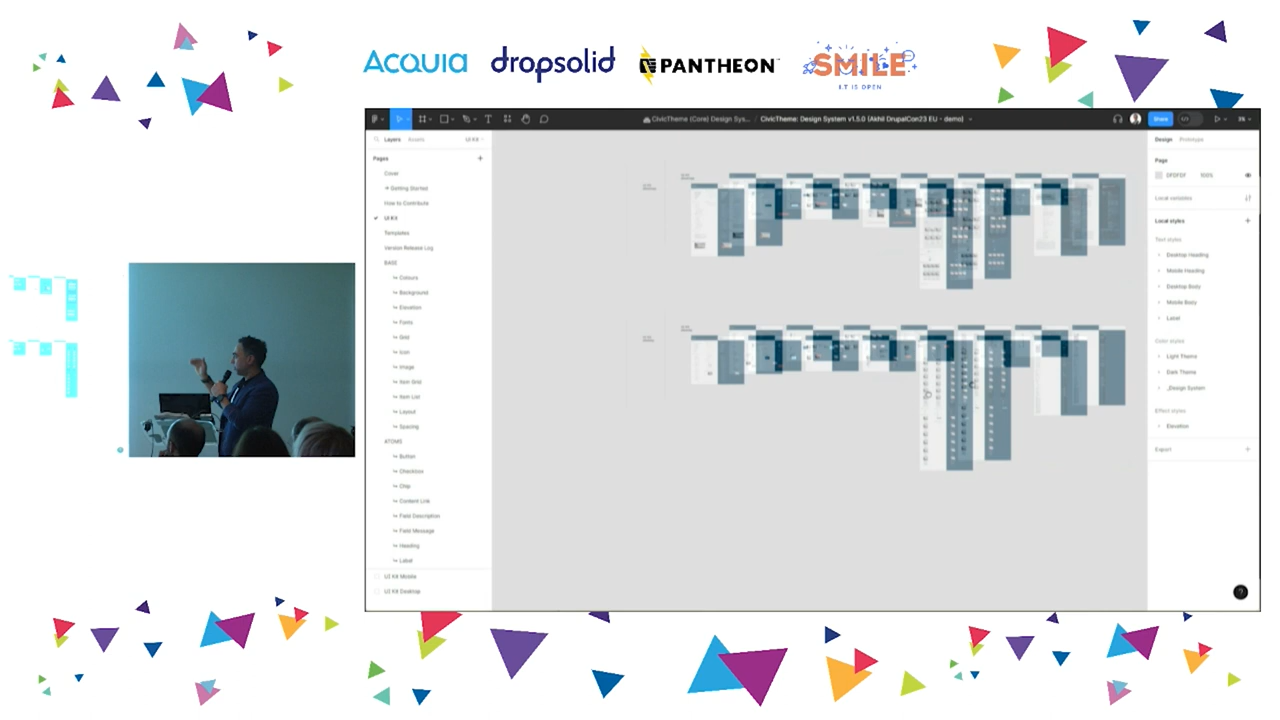 Acquia
dropsolid
PANTHEON
SMILE
I.T IS OPEN
CivicTheme (Core) Design Sys... / CivicTheme: Design System v1.5.0 (Akhil DrupalCon23 EU - demo)
Share
3%
Layers Assets UI Kit
Pages
Cover
→ Getting Started
How to Contribute
UI Kit
Templates
Version Release Log
BASE
↪ Colours
↪ Background
↪ Elevation
↪ Fonts
↪ Grid
↪ Icon
↪ Image
↪ Item Grid
↪ Item List
↪ Layout
↪ Spacing
ATOMS
↪ Button
↪ Checkbox
↪ Chip
↪ Content Link
↪ Field Description
↪ Field Message
↪ Heading
↪ Label
UI Kit Mobile
UI Kit Desktop
Design Prototype
Page
DFDFDF 100%
Local variables
Local styles
Text styles
Desktop Heading
Mobile Heading
Desktop Body
Mobile Body
Label
Color styles
Light Theme
Dark Theme
_Design System
Effect styles
Elevation
Export
?